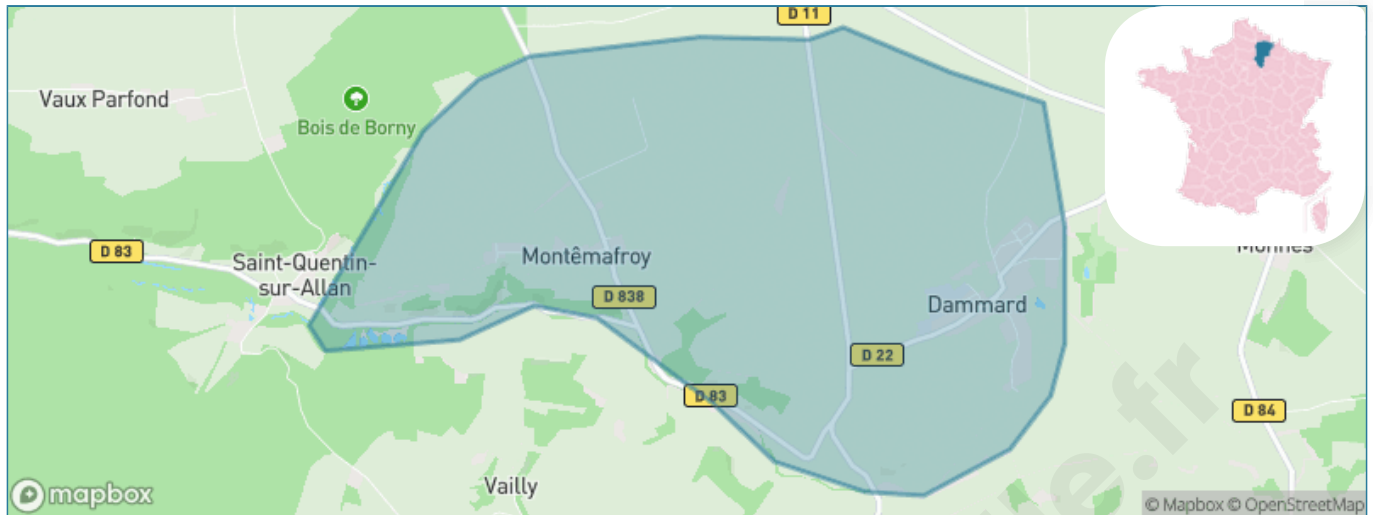 D 11
Vaux Parfond
Bois de Borny
D 83
Saint-Quentin-
sur-Allan
Montêmafroy
D 838
Dammard
Monnes
D 22
D 83
D 84
Vailly
mapbox
© Mapbox © OpenStreetMap